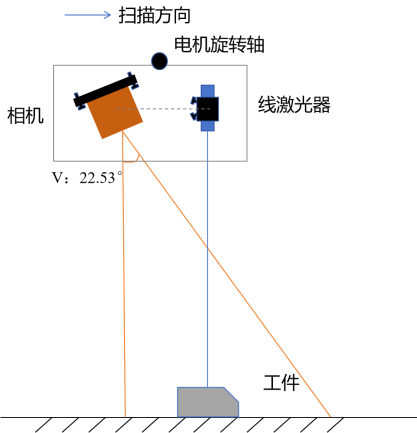 扫描方向
电机旋转轴
相机
线激光器
V：22.53°
工件